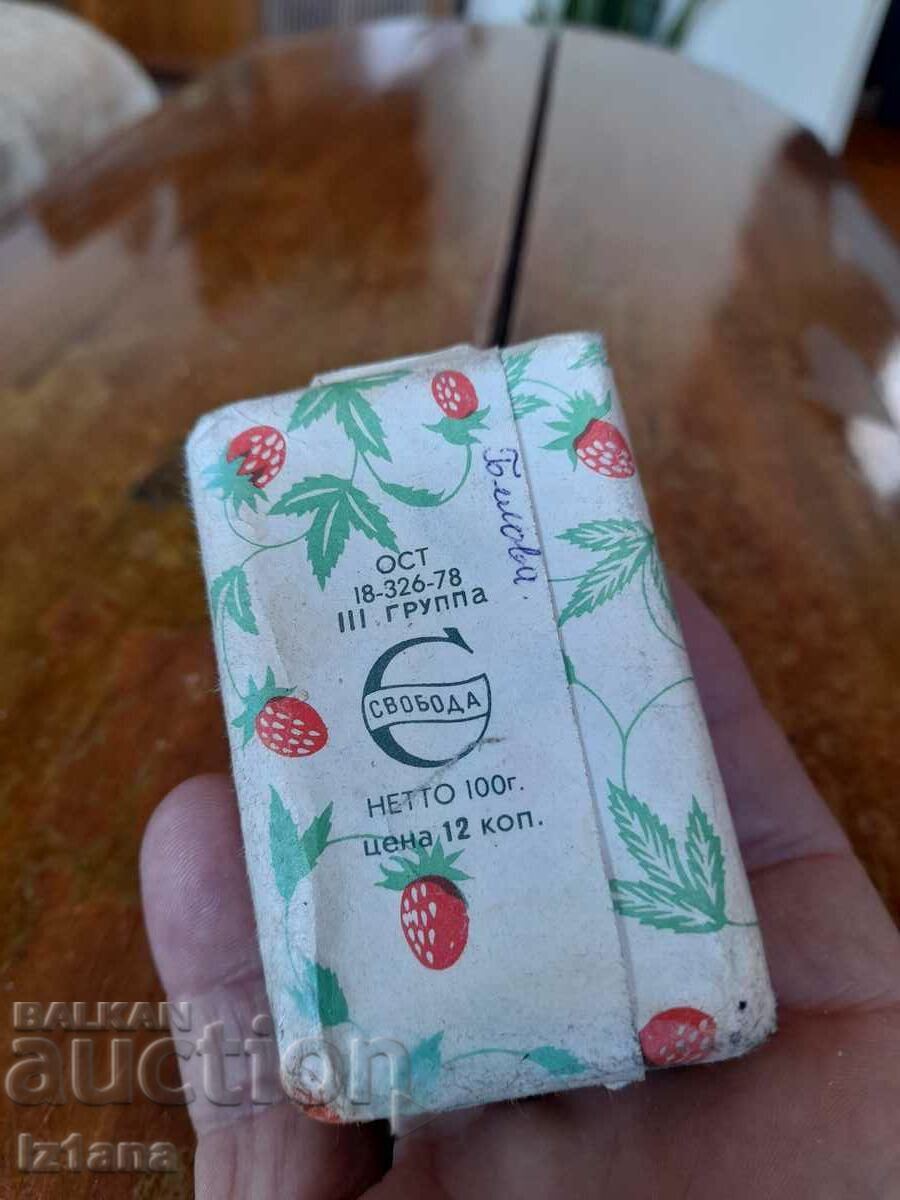 ОСТ
18-326-78
III ГРУППА
СВОБОДА
НЕТТО 100г.
цена 12 коп.
BALKAN
auction
Iz1ana